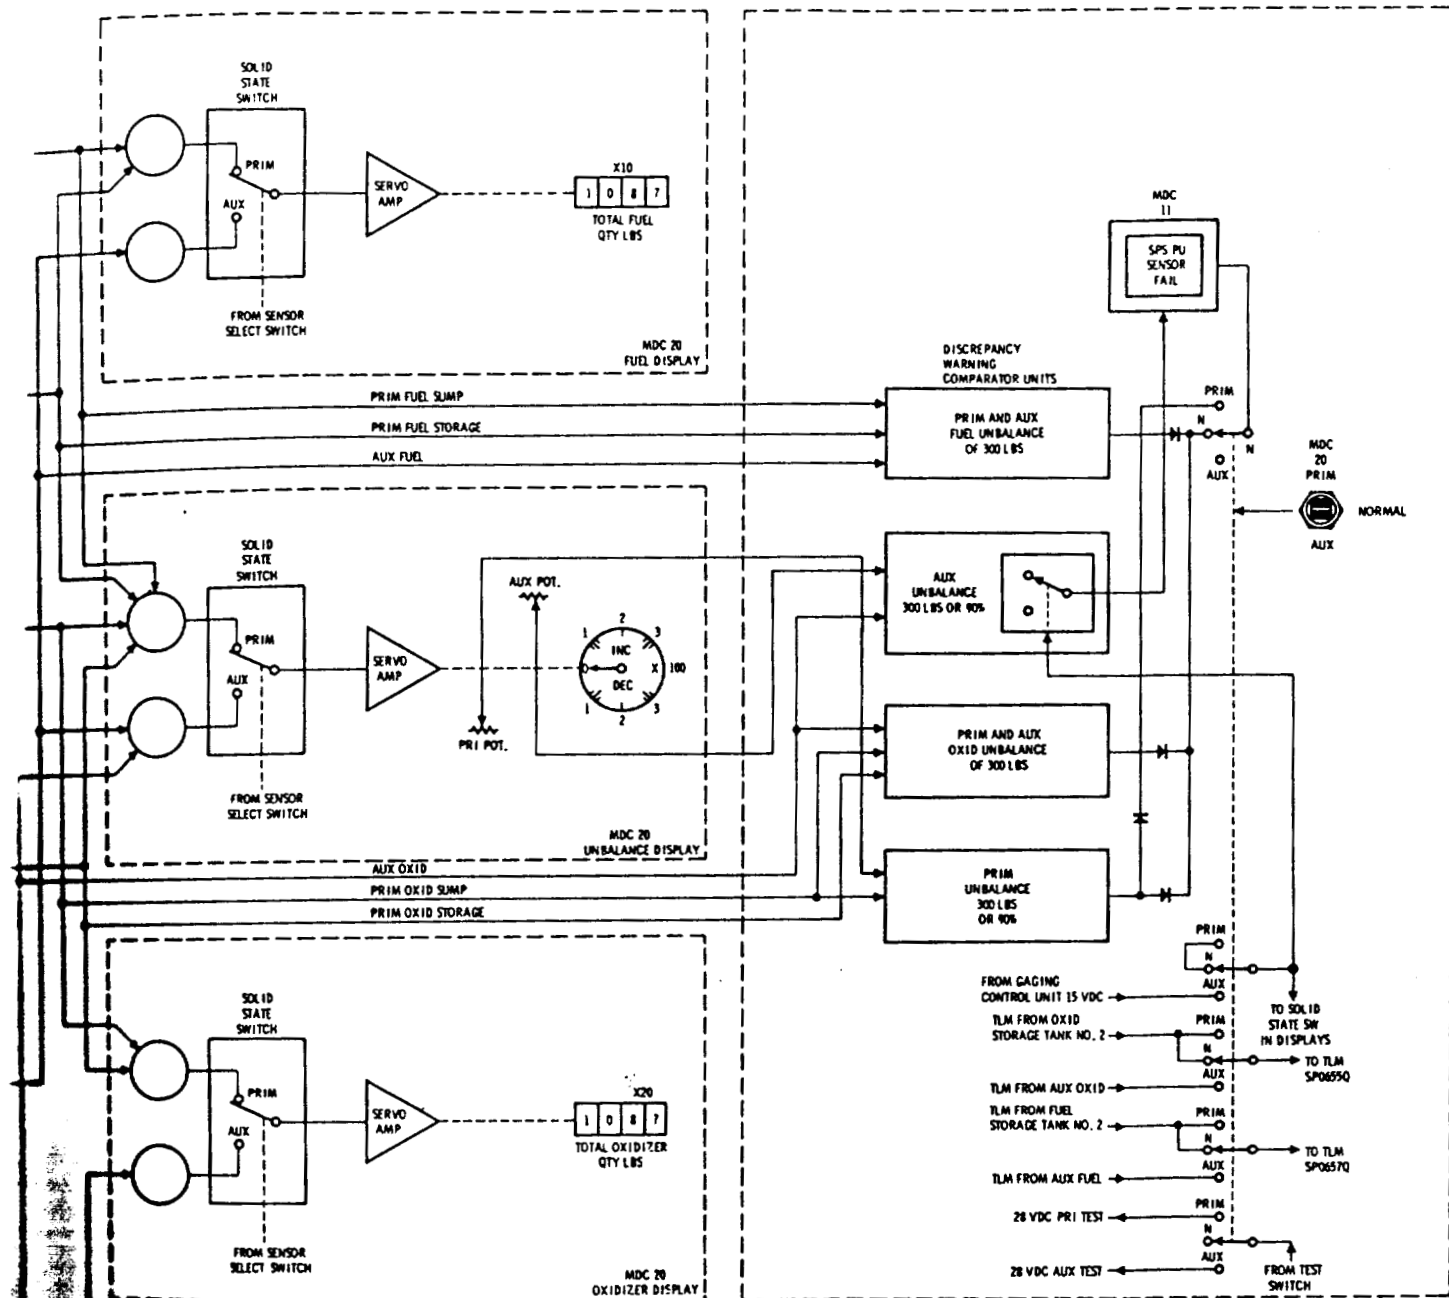 SOLID
STATE
SWITCH
PRIM
AUX
SERVO
AMP
X10
1 0 8 7
TOTAL FUEL
QTY LBS
FROM SENSOR
SELECT SWITCH
MDC 20
FUEL DISPLAY
PRIM FUEL SUMP
PRIM FUEL STORAGE
AUX FUEL
SOLID
STATE
SWITCH
PRIM
AUX
SERVO
AMP
AUX POT.
PRI POT.
1 2 3
INC
X 100
DEC
1 2 3
FROM SENSOR
SELECT SWITCH
MDC 20
UNBALANCE DISPLAY
AUX OXID
PRIM OXID SUMP
PRIM OXID STORAGE
SOLID
STATE
SWITCH
PRIM
AUX
SERVO
AMP
X20
1 0 8 7
TOTAL OXIDIZER
QTY LBS
FROM SENSOR
SELECT SWITCH
MDC 20
OXIDIZER DISPLAY
MDC
11
SPS PU
SENSOR
FAIL
DISCREPANCY
WARNING
COMPARATOR UNITS
PRIM AND AUX
FUEL UNBALANCE
OF 300 LBS
PRIM
N
N
AUX
MDC
20
PRIM
NORMAL
AUX
AUX
UNBALANCE
300 LBS OR 90%
PRIM AND AUX
OXID UNBALANCE
OF 300 LBS
PRIM
UNBALANCE
300 LBS
OR 90%
PRIM
N
AUX
FROM GAGING
CONTROL UNIT 15 VDC
TO SOLID
STATE SW
IN DISPLAYS
TLM FROM OXID
STORAGE TANK NO. 2
PRIM
N
AUX
TO TLM
SP0655Q
TLM FROM AUX OXID
TLM FROM FUEL
STORAGE TANK NO. 2
PRIM
N
AUX
TO TLM
SP0657Q
TLM FROM AUX FUEL
28 VDC PRI TEST
PRIM
N
AUX
28 VDC AUX TEST
FROM TEST
SWITCH